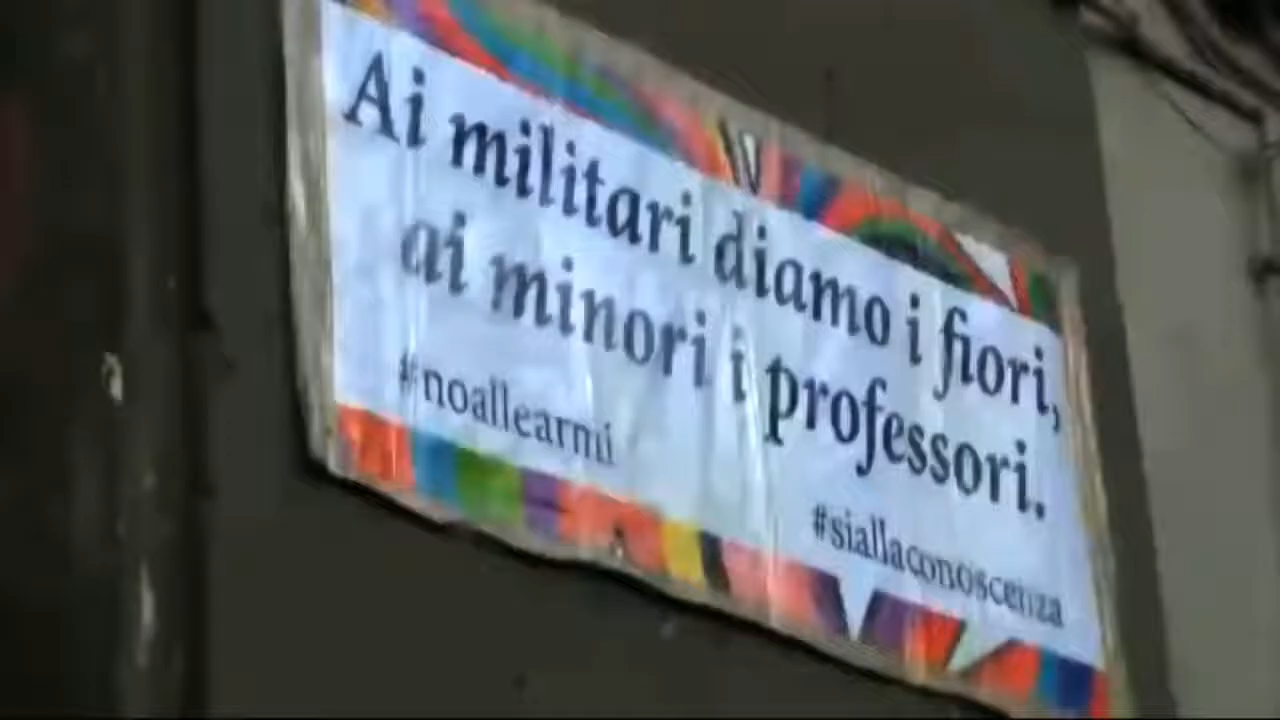 Ai militari diamo i fiori,
ai minori i professori.
#noallearmi
#siallaconoscenza